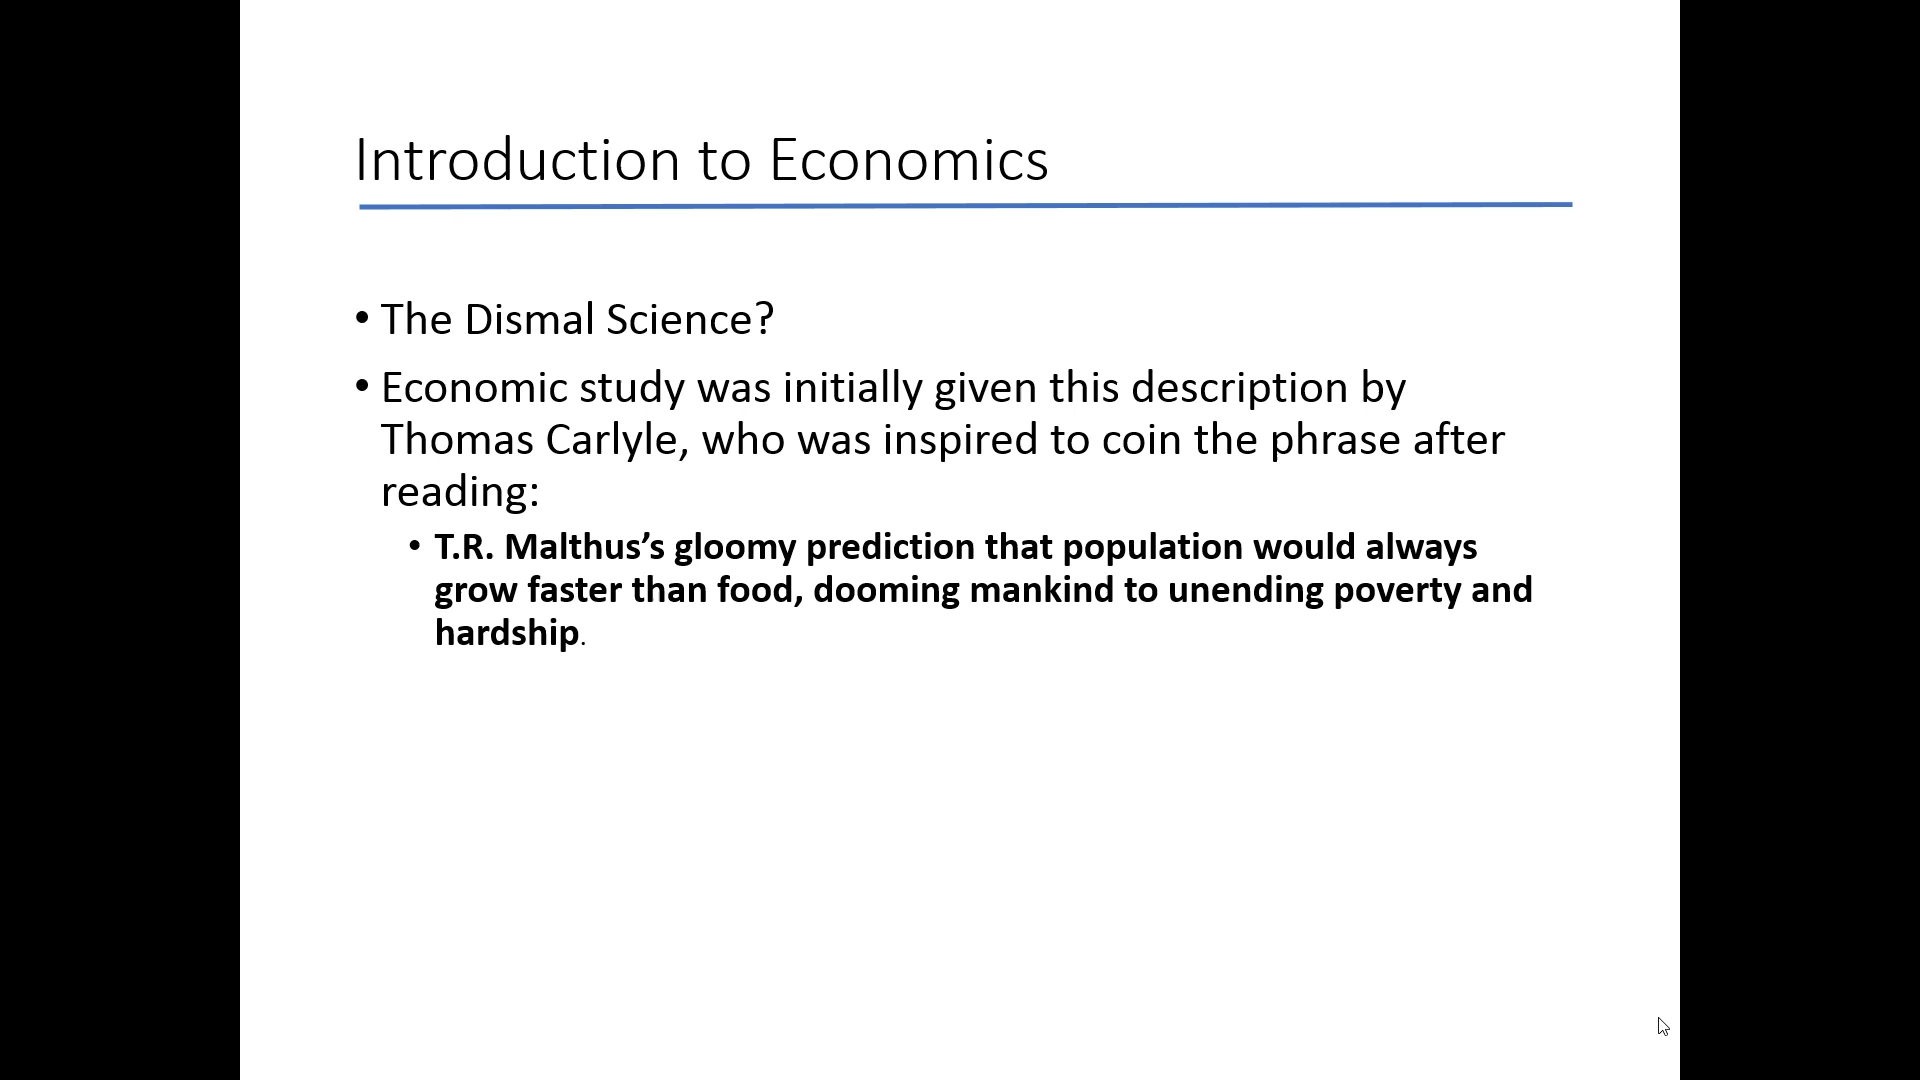 Introduction to Economics
• The Dismal Science?
• Economic study was initially given this description by
Thomas Carlyle, who was inspired to coin the phrase after
reading:
• T.R. Malthus’s gloomy prediction that population would always
grow faster than food, dooming mankind to unending poverty and
hardship.